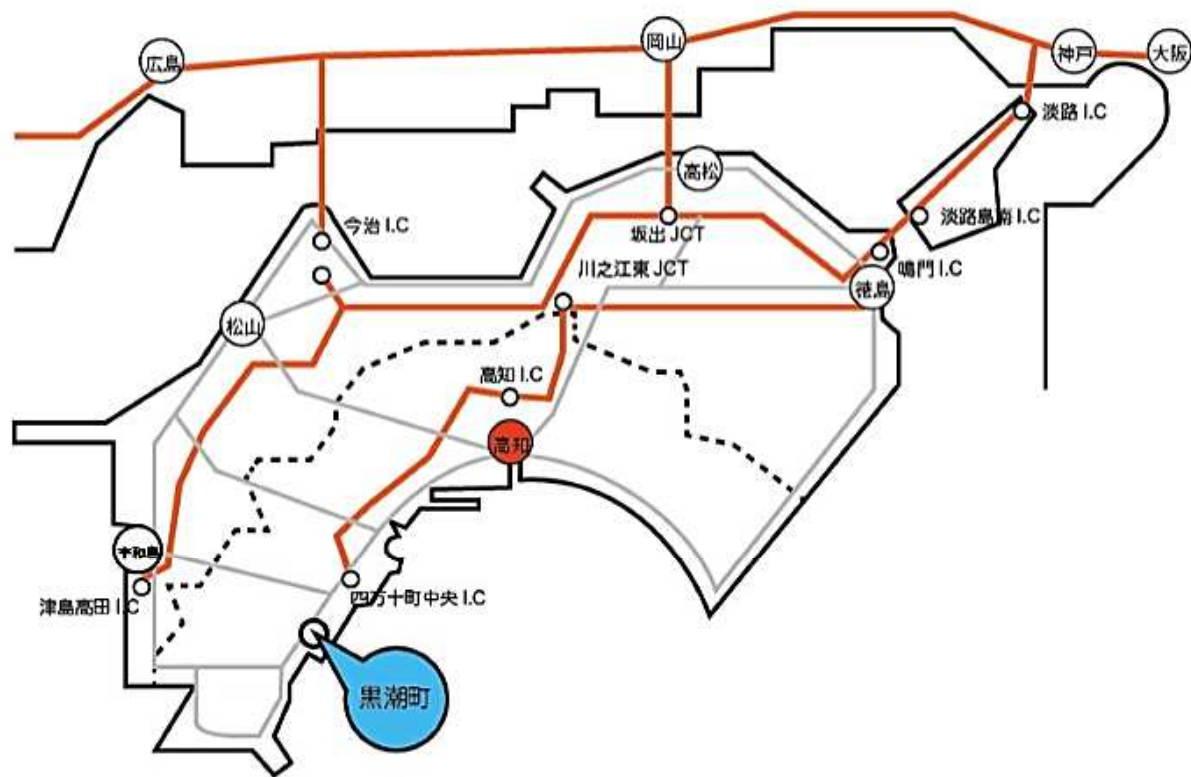 岡山
広島
神戸
大阪
淡路 I.C
高松
淡路島南 I.C
今治 I.C
坂出 JCT
鳴門 I.C
川之江東 JCT
徳島
松山
高知 I.C
高知
宇和島
四万十町中央 I.C
津島高田 I.C
黒潮町